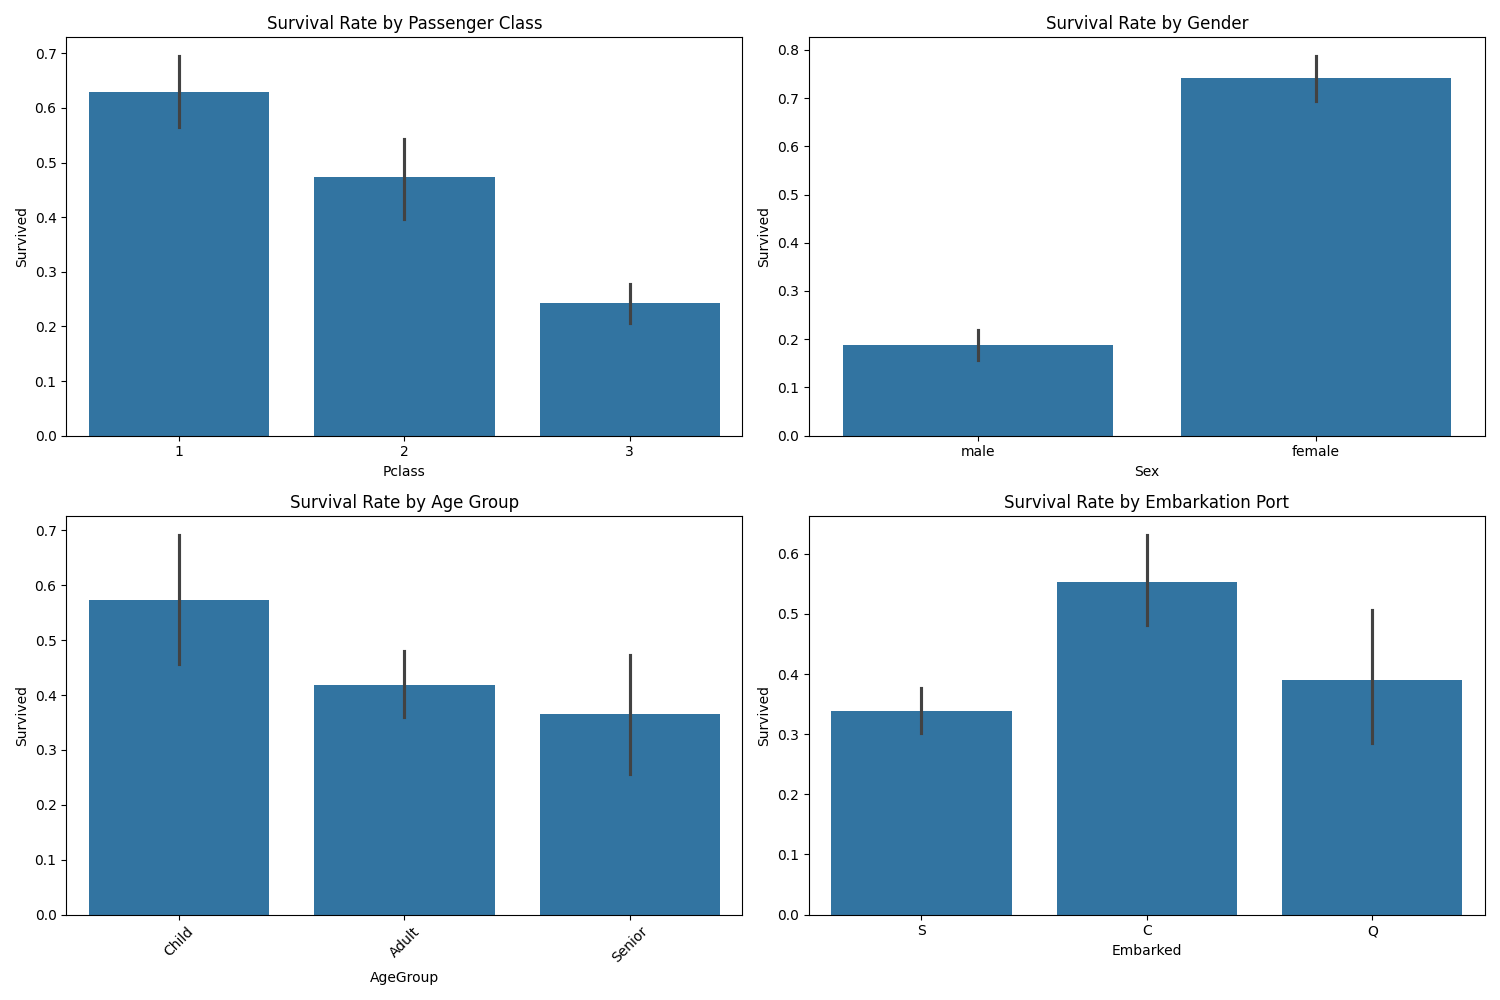 Survival Rate by Passenger Class
0.7
0.6
0.5
0.4
0.3
0.2
0.1
0.0
Survived
1 2 3
Pclass
Survival Rate by Gender
0.8
0.7
0.6
0.5
0.4
0.3
0.2
0.1
0.0
Survived
male female
Sex
Survival Rate by Age Group
0.7
0.6
0.5
0.4
0.3
0.2
0.1
0.0
Survived
Child Adult Senior
AgeGroup
Survival Rate by Embarkation Port
0.6
0.5
0.4
0.3
0.2
0.1
0.0
Survived
S C Q
Embarked